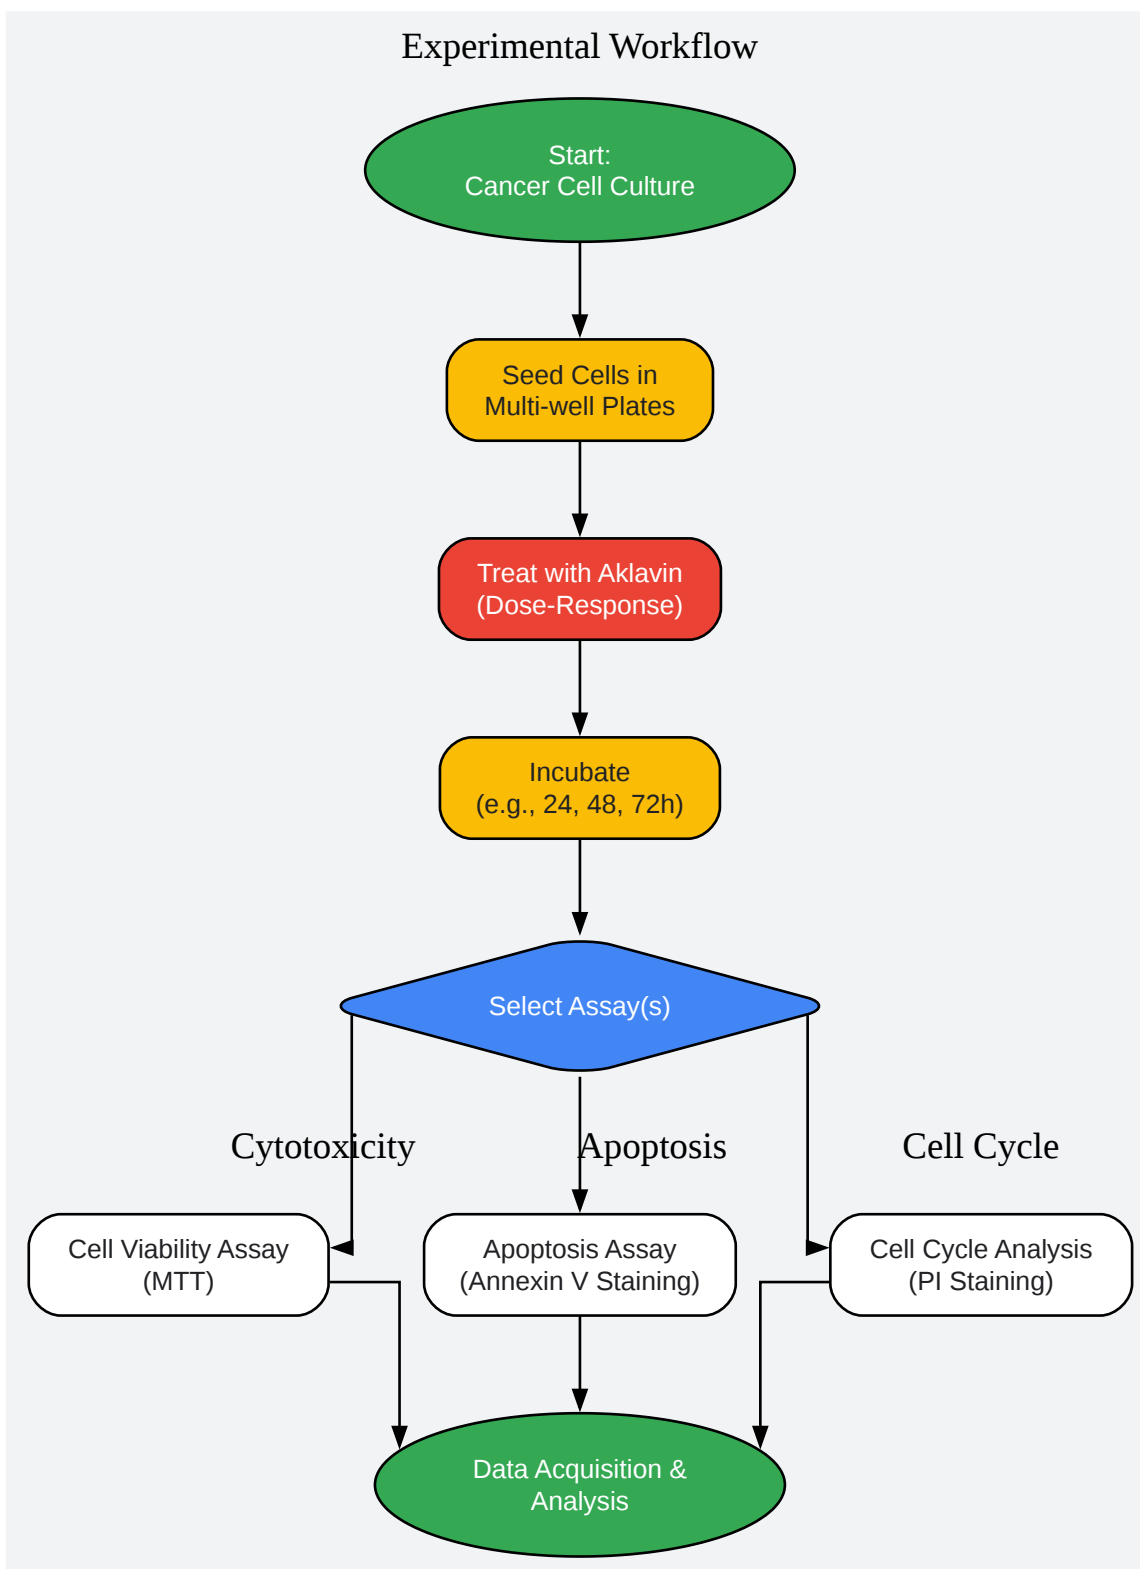 Experimental Workflow
Start:
Cancer Cell Culture
Seed Cells in
Multi-well Plates
Treat with Aklavin
(Dose-Response)
Incubate
(e.g., 24, 48, 72h)
Select Assay(s)
Cytotoxicity
Apoptosis
Cell Cycle
Cell Viability Assay
(MTT)
Apoptosis Assay
(Annexin V Staining)
Cell Cycle Analysis
(PI Staining)
Data Acquisition &
Analysis